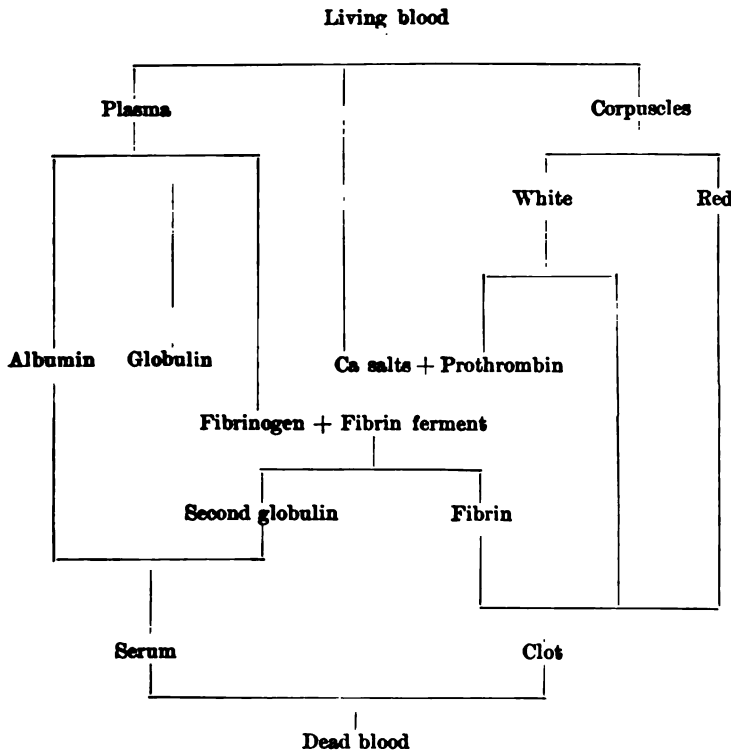 Living blood
Plasma Corpuscles
White Red
Albumin Globulin Ca salts + Prothrombin
Fibrinogen + Fibrin ferment
Second globulin Fibrin
Serum Clot
Dead blood